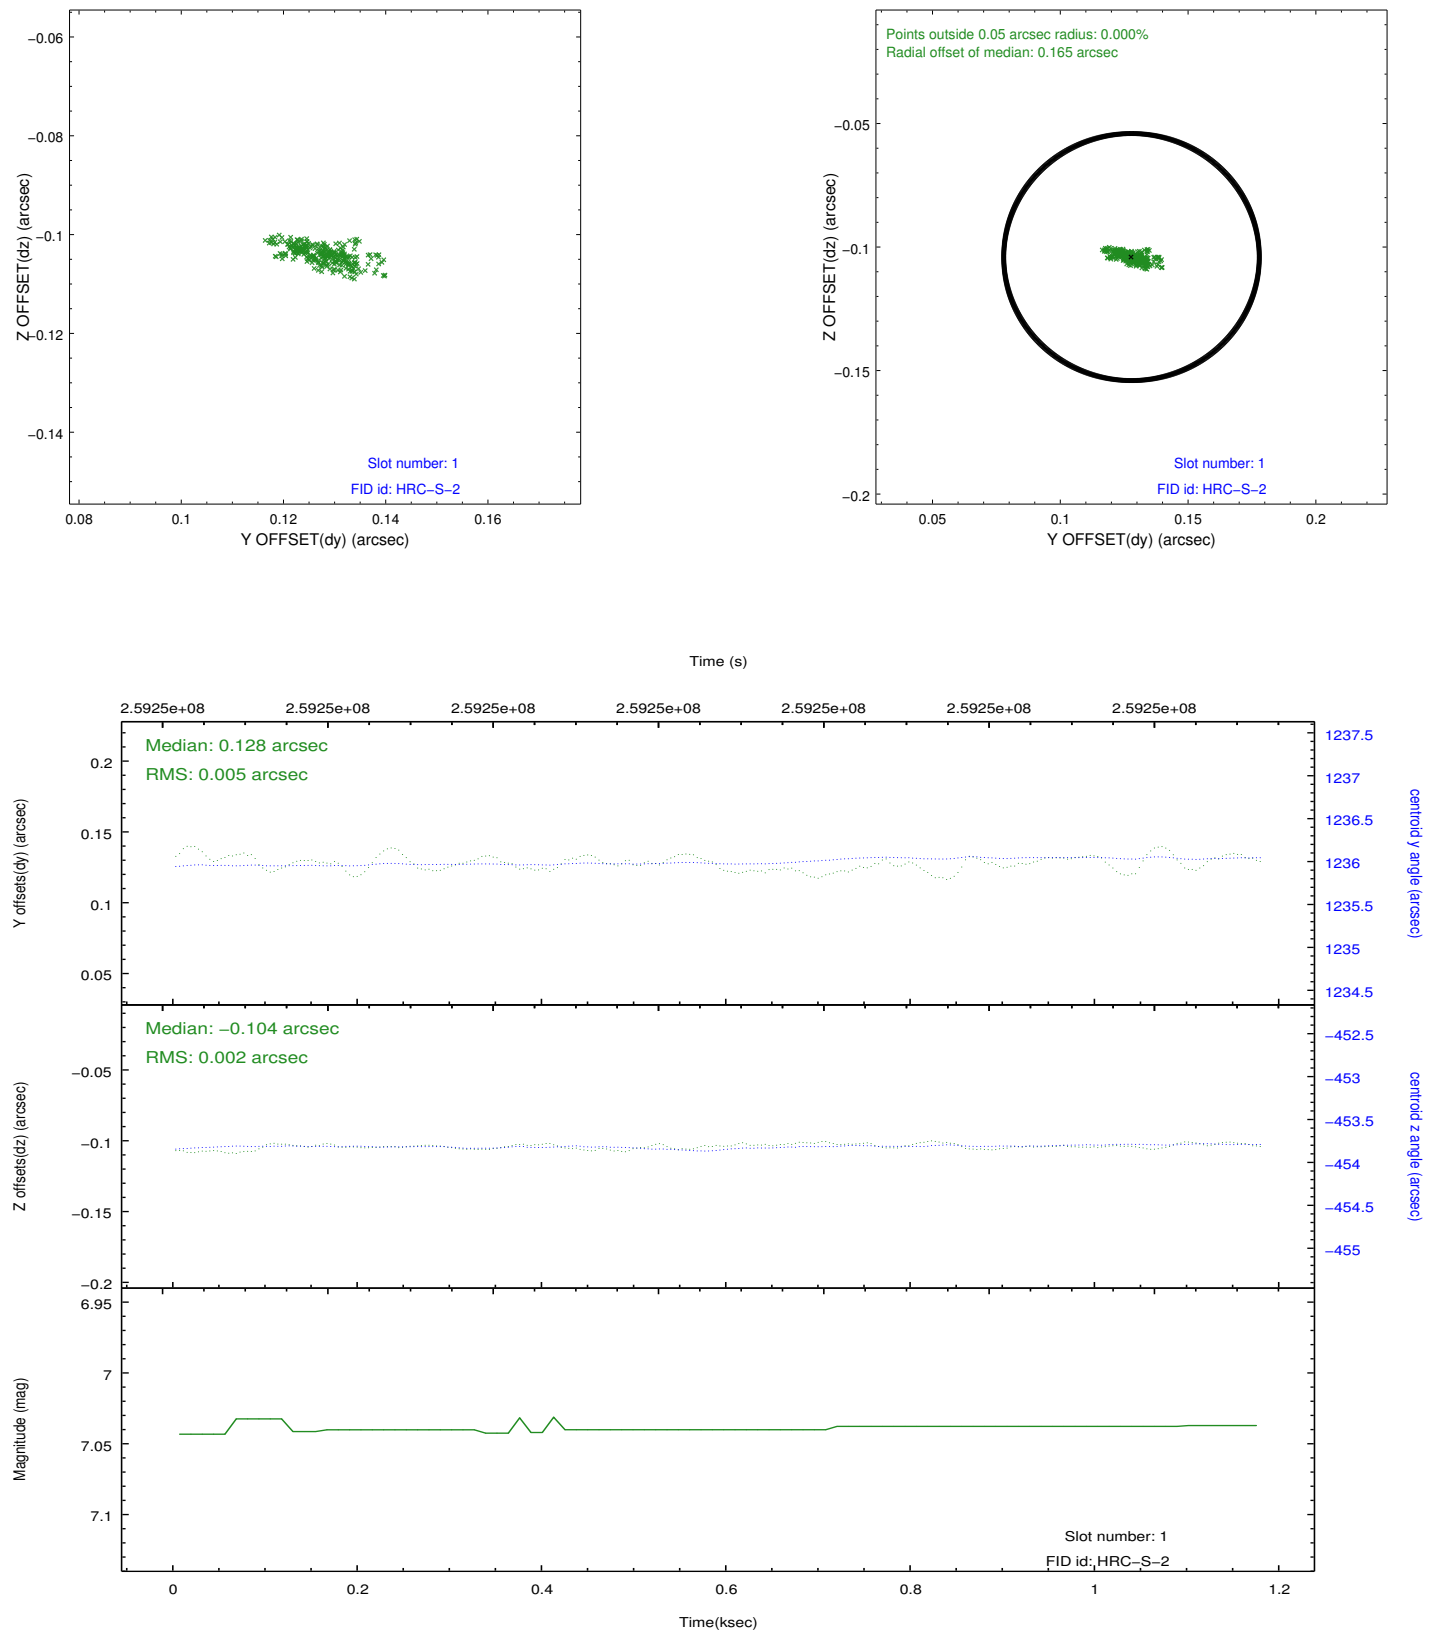 −0.06
−0.08
−0.1
−0.12
−0.14
Z OFFSET(dz) (arcsec)
Slot number: 1
FID id: HRC−S−2
0.08 0.1 0.12 0.14 0.16
Y OFFSET(dy) (arcsec)
Points outside 0.05 arcsec radius: 0.000%
Radial offset of median: 0.165 arcsec
−0.05
−0.1
−0.15
−0.2
Z OFFSET(dz) (arcsec)
Slot number: 1
FID id: HRC−S−2
0.05 0.1 0.15 0.2
Y OFFSET(dy) (arcsec)
Time (s)
2.5925e+08 2.5925e+08 2.5925e+08 2.5925e+08 2.5925e+08 2.5925e+08 2.5925e+08
Median: 0.128 arcsec
RMS: 0.005 arcsec
0.2
0.15
0.1
0.05
Y offsets(dy) (arcsec)
1237.5
1237
1236.5
1236
1235.5
1235
1234.5
centroid y angle (arcsec)
Median: −0.104 arcsec
RMS: 0.002 arcsec
−0.05
−0.1
−0.15
−0.2
Z offsets(dz) (arcsec)
−452.5
−453
−453.5
−454
−454.5
−455
centroid z angle (arcsec)
6.95
7
7.05
7.1
Magnitude (mag)
Slot number: 1
FID id: HRC−S−2
0 0.2 0.4 0.6 0.8 1 1.2
Time(ksec)